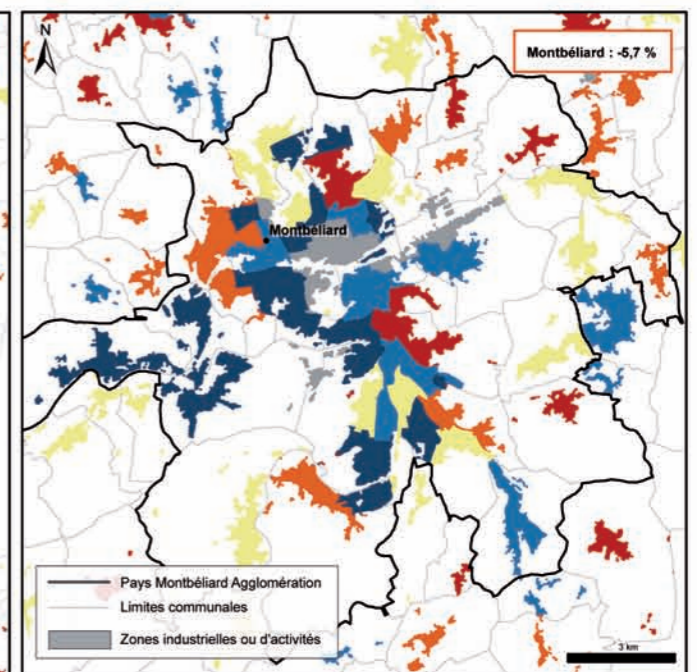 N
Montbéliard : -5,7 %
Montbéliard
Pays Montbéliard Agglomération
Limites communales
Zones industrielles ou d'activités
3 km